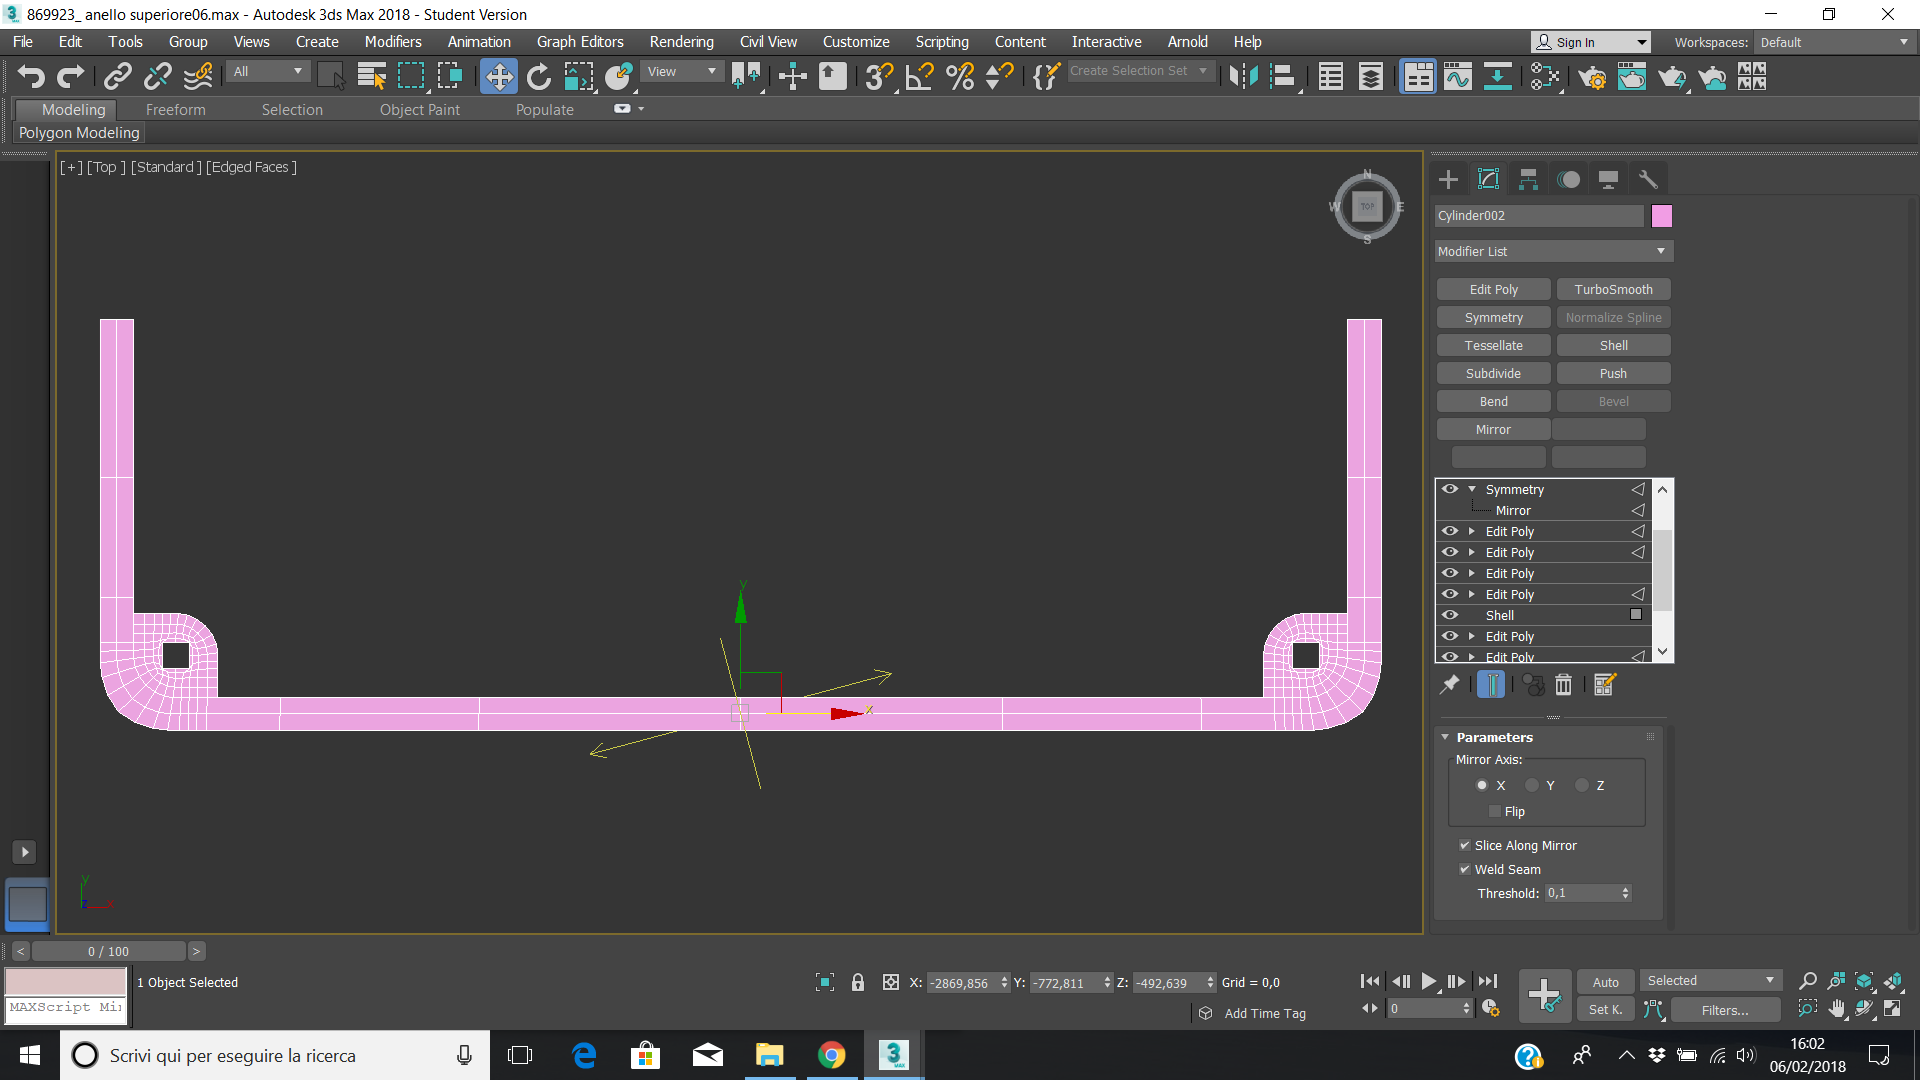 869923_ anello superiore06.max - Autodesk 3ds Max 2018 - Student Version
File Edit Tools Group Views Create Modifiers Animation Graph Editors Rendering Civil View Customize Scripting Content Interactive Arnold Help Sign In Workspaces: Default
All View Create Selection Set
Modeling Freeform Selection Object Paint Populate
Polygon Modeling
[+] [Top ] [Standard ] [Edged Faces ]
N
W TOP E
S
Cylinder002
Modifier List
Edit Poly TurboSmooth
Symmetry Normalize Spline
Tessellate Shell
Subdivide Push
Bend Bevel
Mirror
Symmetry
Mirror
Edit Poly
Edit Poly
Edit Poly
Edit Poly
Shell
Edit Poly
Edit Poly
y
x
Parameters
Mirror Axis:
X Y Z
Flip
Slice Along Mirror
Weld Seam
Threshold: 0,1
y
z x
< 0 / 100 >
1 Object Selected X: -2869,856 Y: -772,811 Z: -492,639 Grid = 0,0 Auto Selected
MAXScript Mi Add Time Tag 0 Set K. Filters...
Scrivi qui per eseguire la ricerca
3 MAX
16:02
06/02/2018